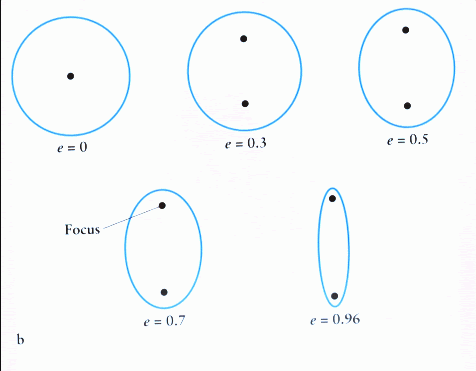 e = 0
e = 0.3
e = 0.5
Focus
e = 0.7
e = 0.96
b